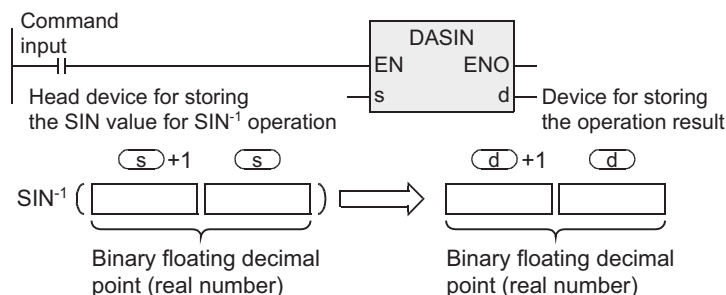 Command
input
DASIN
EN ENO
s d
Head device for storing
the SIN value for SIN-1 operation
Device for storing
the operation result
s +1 s d +1 d
SIN-1 ( )
Binary floating decimal
point (real number)
Binary floating decimal
point (real number)